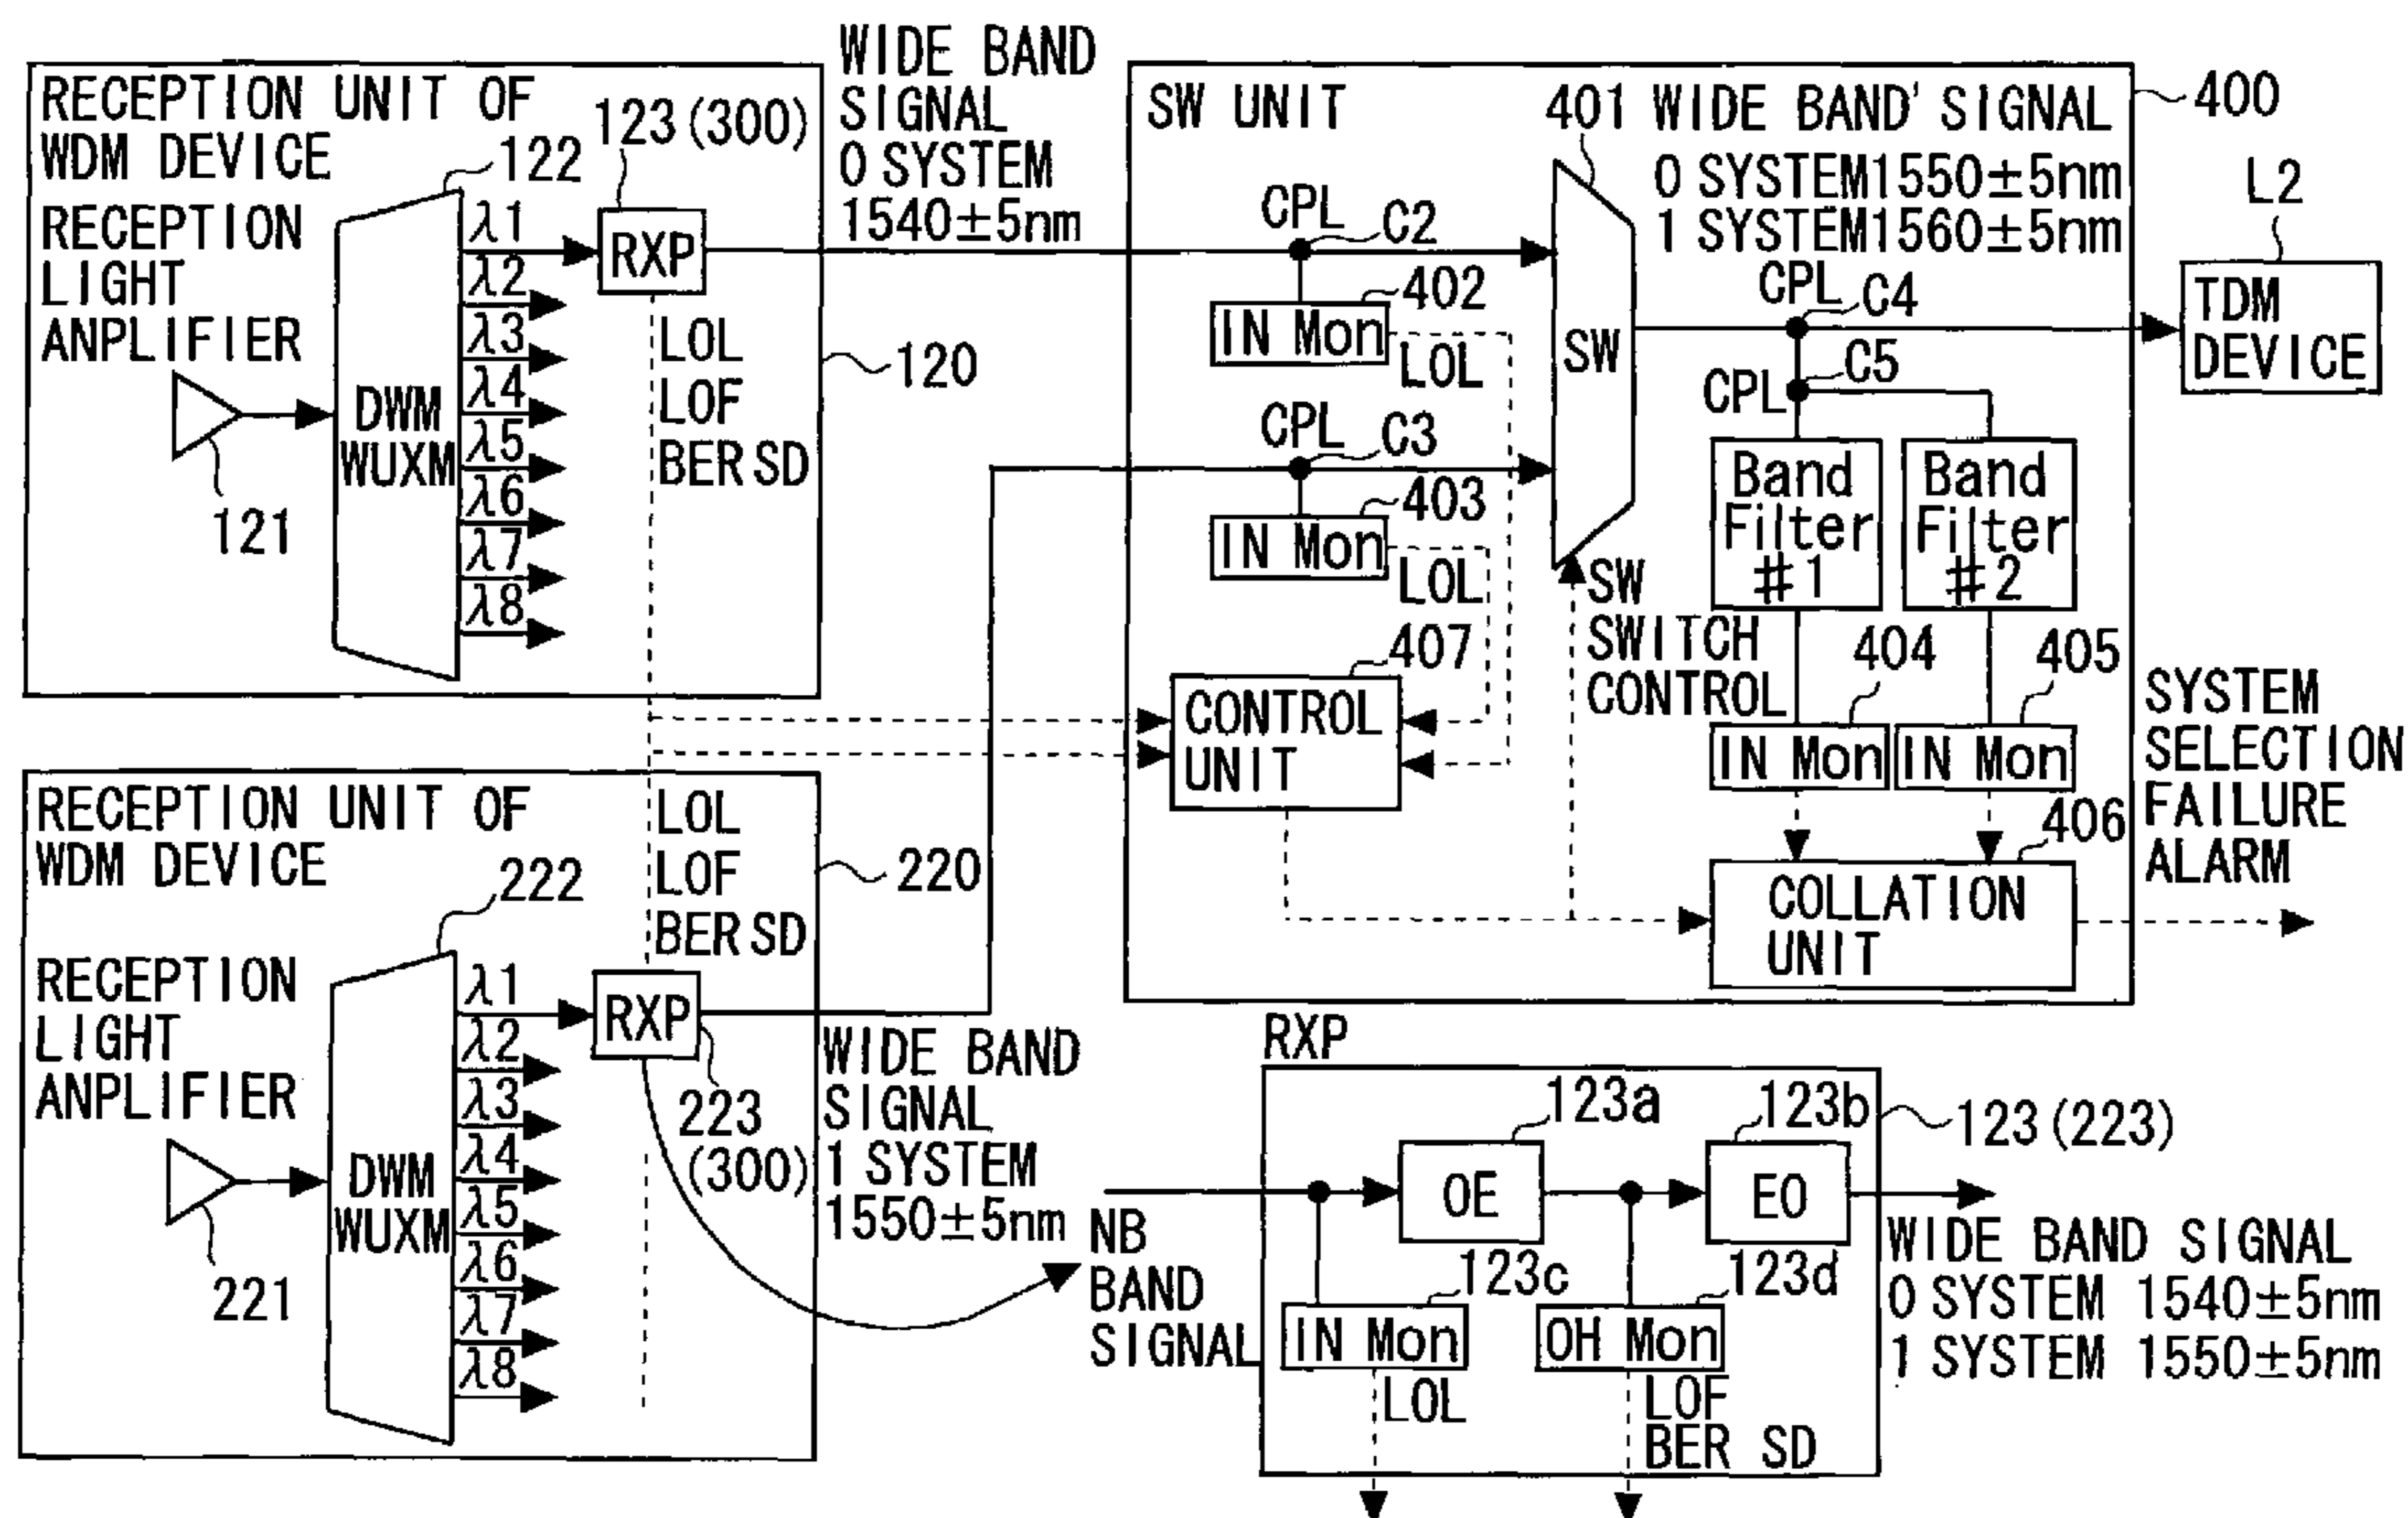 RECEPTION UNIT OF
WDM DEVICE
122
123 (300)
RECEPTION
LIGHT
ANPLIFIER
121
DWM
WUXM
λ1
λ2
λ3
λ4
λ5
λ6
λ7
λ8
RXP
LOL
LOF
BER SD
120
WIDE BAND
SIGNAL
0 SYSTEM
1540±5nm
SW UNIT
401
WIDE BAND' SIGNAL
0 SYSTEM1550±5nm
1 SYSTEM1560±5nm
400
L2
TDM
DEVICE
CPL C2
402
IN Mon
LOL
CPL C3
403
IN Mon
LOL
SW
CPL C4
C5
CPL
Band
Filter
#1
Band
Filter
#2
SW
SWITCH
CONTROL
407
CONTROL
UNIT
404
405
IN Mon
IN Mon
406
COLLATION
UNIT
SYSTEM
SELECTION
FAILURE
ALARM
RECEPTION UNIT OF
WDM DEVICE
222
RECEPTION
LIGHT
ANPLIFIER
221
DWM
WUXM
λ1
λ2
λ3
λ4
λ5
λ6
λ7
λ8
LOL
LOF
BER SD
RXP
220
223
(300)
WIDE BAND
SIGNAL
1 SYSTEM
1550±5nm
NB
BAND
SIGNAL
RXP
123a
123b
123 (223)
OE
EO
123c
123d
IN Mon
OH Mon
LOL
LOF
BER SD
WIDE BAND SIGNAL
0 SYSTEM 1540±5nm
1 SYSTEM 1550±5nm